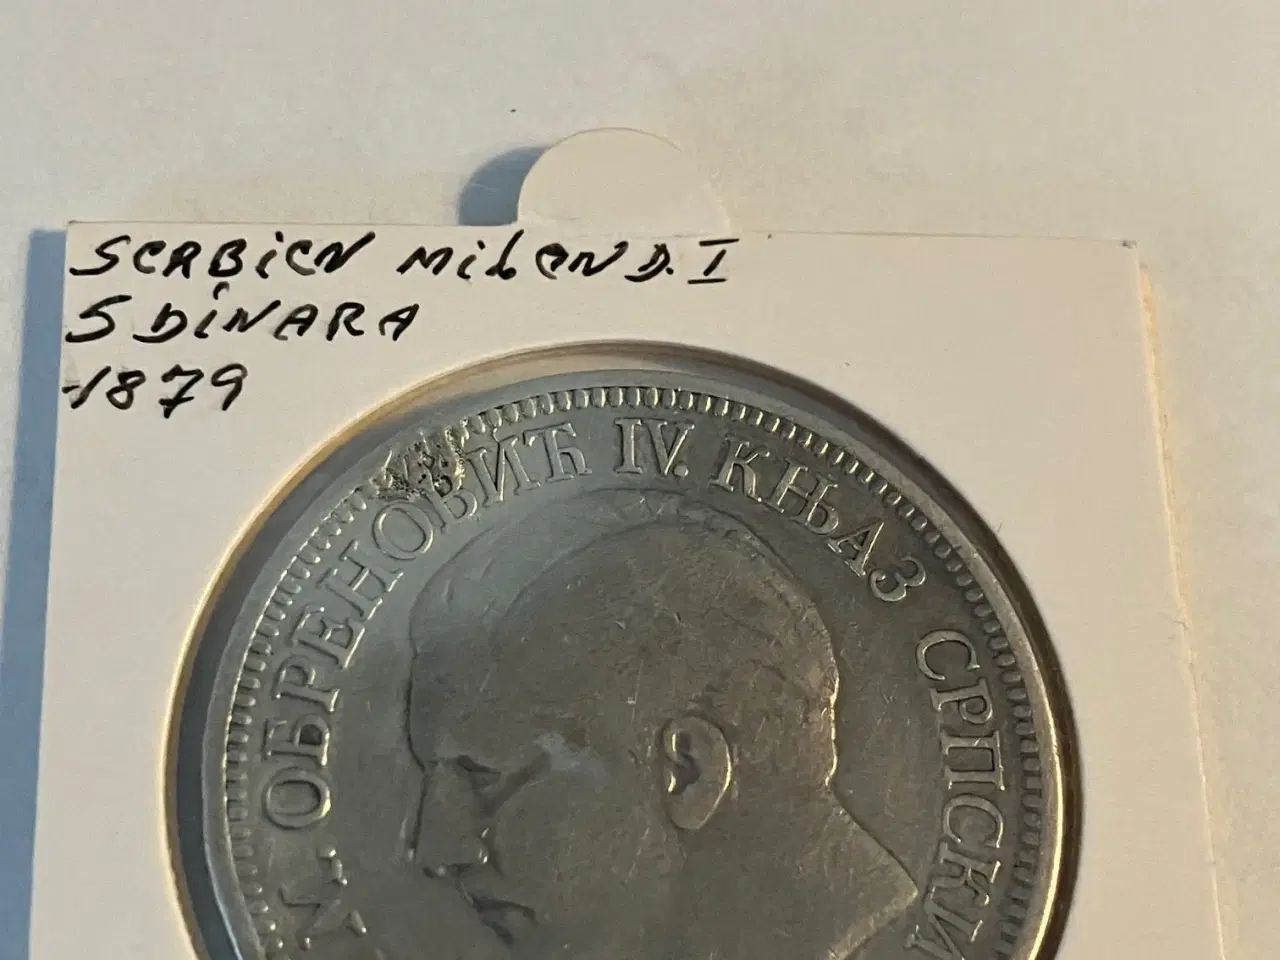 SERBIEN MILAN D. I
5 DINARA
1879
М. ОБРЕНОВИЋ IV. КЊАЗ СРПСКИ